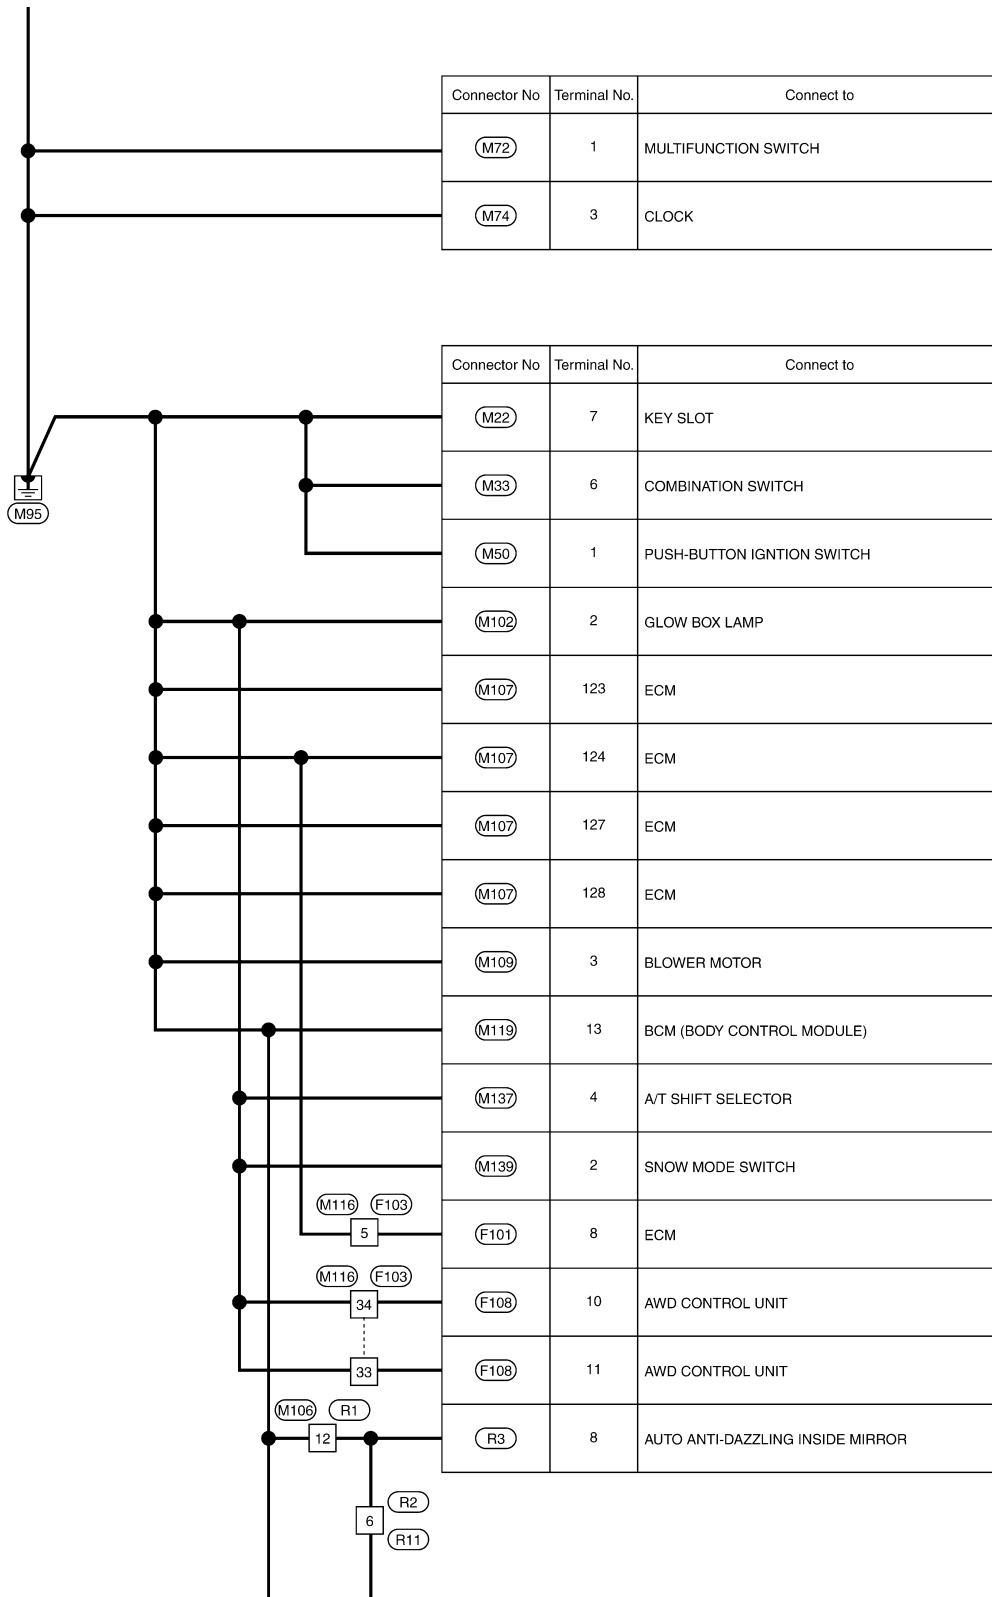 Connector No Terminal No. Connect to
M72 1 MULTIFUNCTION SWITCH
M74 3 CLOCK
Connector No Terminal No. Connect to
M22 7 KEY SLOT
M33 6 COMBINATION SWITCH
M95
M50 1 PUSH-BUTTON IGNTION SWITCH
M102 2 GLOW BOX LAMP
M107 123 ECM
M107 124 ECM
M107 127 ECM
M107 128 ECM
M109 3 BLOWER MOTOR
M119 13 BCM (BODY CONTROL MODULE)
M137 4 A/T SHIFT SELECTOR
M139 2 SNOW MODE SWITCH
M116 F103
5 F101 8 ECM
M116 F103
34 F108 10 AWD CONTROL UNIT
33 F108 11 AWD CONTROL UNIT
M106 R1
12 R3 8 AUTO ANTI-DAZZLING INSIDE MIRROR
R2
6
R11